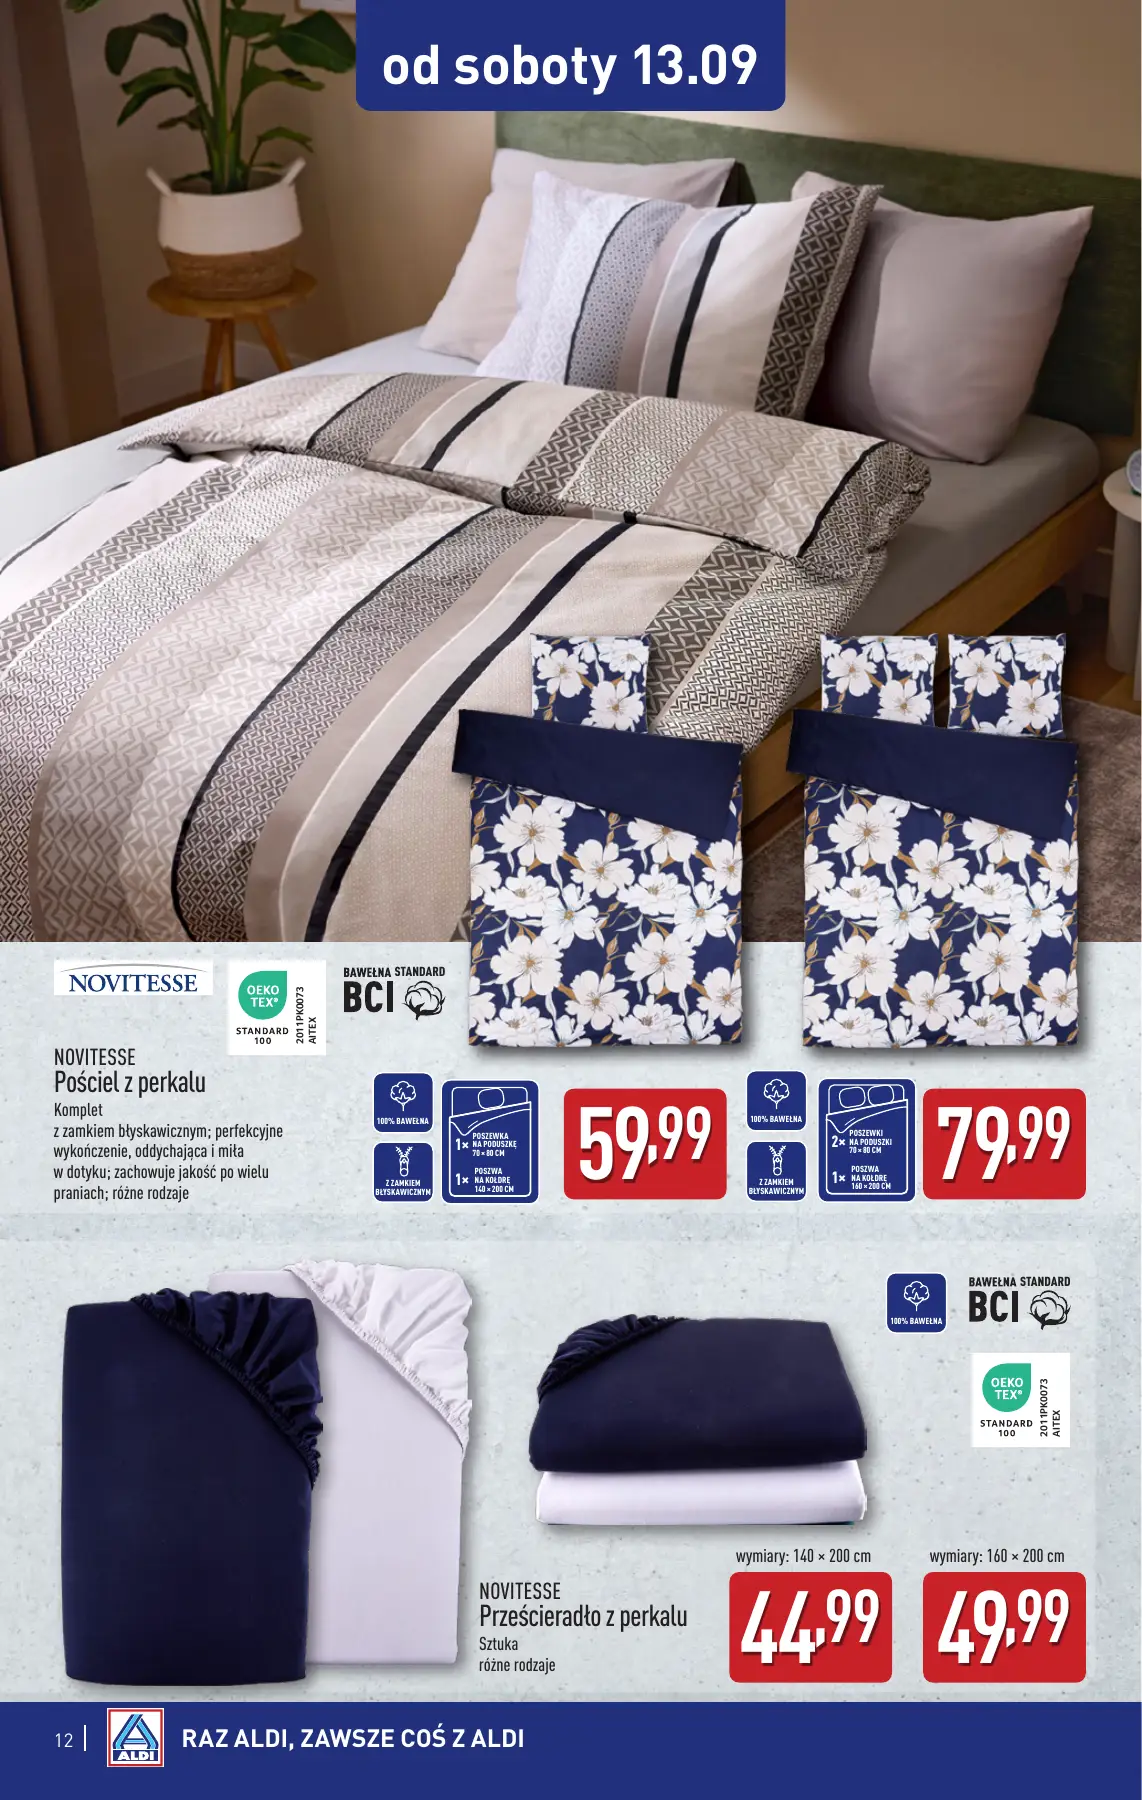 od soboty 13.09
NOVITESSE
OEKO
TEX®
STANDARD
100
2011PK0073
AITEX
BAWEŁNA STANDARD
BCI
NOVITESSE
Pościel z perkalu
Komplet
z zamkiem błyskawicznym; perfekcyjne
wykończenie, oddychająca i miła
w dotyku; zachowuje jakość po wielu
praniach; różne rodzaje
100% BAWEŁNA
Z ZAMKIEM
BŁYSKAWICZNYM
1× POSZEWKA
NA PODUSZKĘ
70 × 80 CM
1× POSZWA
NA KOŁDRĘ
140 × 200 CM
59,99
100% BAWEŁNA
Z ZAMKIEM
BŁYSKAWICZNYM
2× POSZEWKI
NA PODUSZKI
70 × 80 CM
1× POSZWA
NA KOŁDRĘ
160 × 200 CM
79,99
100% BAWEŁNA
BAWEŁNA STANDARD
BCI
OEKO
TEX®
STANDARD
100
2011PK0073
AITEX
NOVITESSE
Prześcieradło z perkalu
Sztuka
różne rodzaje
wymiary: 140 × 200 cm
44,99
wymiary: 160 × 200 cm
49,99
12
ALDI
RAZ ALDI, ZAWSZE COŚ Z ALDI